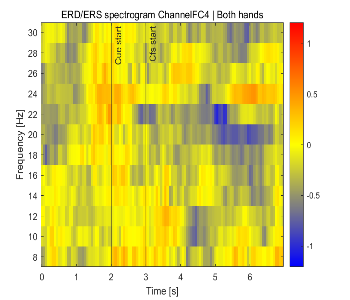 ERD/ERS spectrogram ChannelFC4 | Both hands
Cue start
Cfs start
Frequency [Hz]
30
28
26
24
22
20
18
16
14
12
10
8
0 1 2 3 4 5 6
Time [s]
1
0.5
0
-0.5
-1